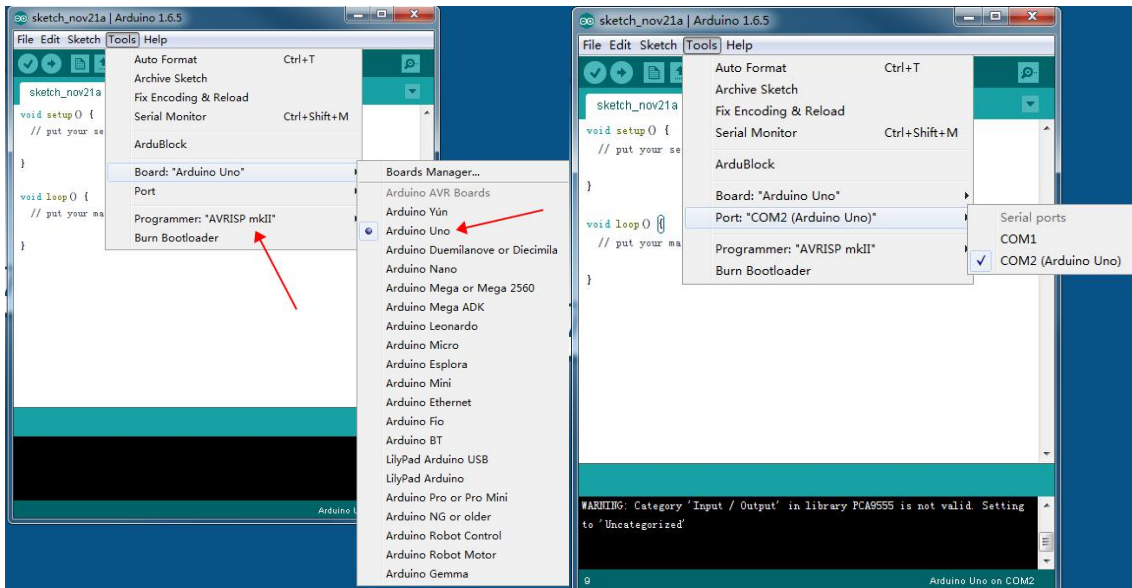 sketch_nov21a | Arduino 1.6.5
File Edit Sketch Tools Help
Auto Format Ctrl+T
Archive Sketch
sketch_nov21a
Fix Encoding & Reload
void setup() {
Serial Monitor Ctrl+Shift+M
// put your se
ArduBlock
}
Board: "Arduino Uno"
void loop() {
Port
// put your ma
Programmer: "AVRISP mkII"
Burn Bootloader
}
Boards Manager...
Arduino AVR Boards
Arduino Yún
Arduino Uno
Arduino Duemilanove or Diecimila
Arduino Nano
Arduino Mega or Mega 2560
Arduino Mega ADK
Arduino Leonardo
Arduino Micro
Arduino Esplora
Arduino Mini
Arduino Ethernet
Arduino Fio
Arduino BT
LilyPad Arduino USB
LilyPad Arduino
Arduino Pro or Pro Mini
Arduino NG or older
Arduino Robot Control
Arduino Robot Motor
Arduino Gemma
Arduino U
sketch_nov21a | Arduino 1.6.5
File Edit Sketch Tools Help
Auto Format Ctrl+T
Archive Sketch
sketch_nov21a
Fix Encoding & Reload
void setup() {
Serial Monitor Ctrl+Shift+M
// put your se
ArduBlock
}
Board: "Arduino Uno"
void loop() {
Port: "COM2 (Arduino Uno)"
// put your ma
Programmer: "AVRISP mkII"
Burn Bootloader
}
Serial ports
COM1
COM2 (Arduino Uno)
WARNING: Category 'Input / Output' in library PCA9555 is not valid. Setting
to 'Uncategorized'
9 Arduino Uno on COM2